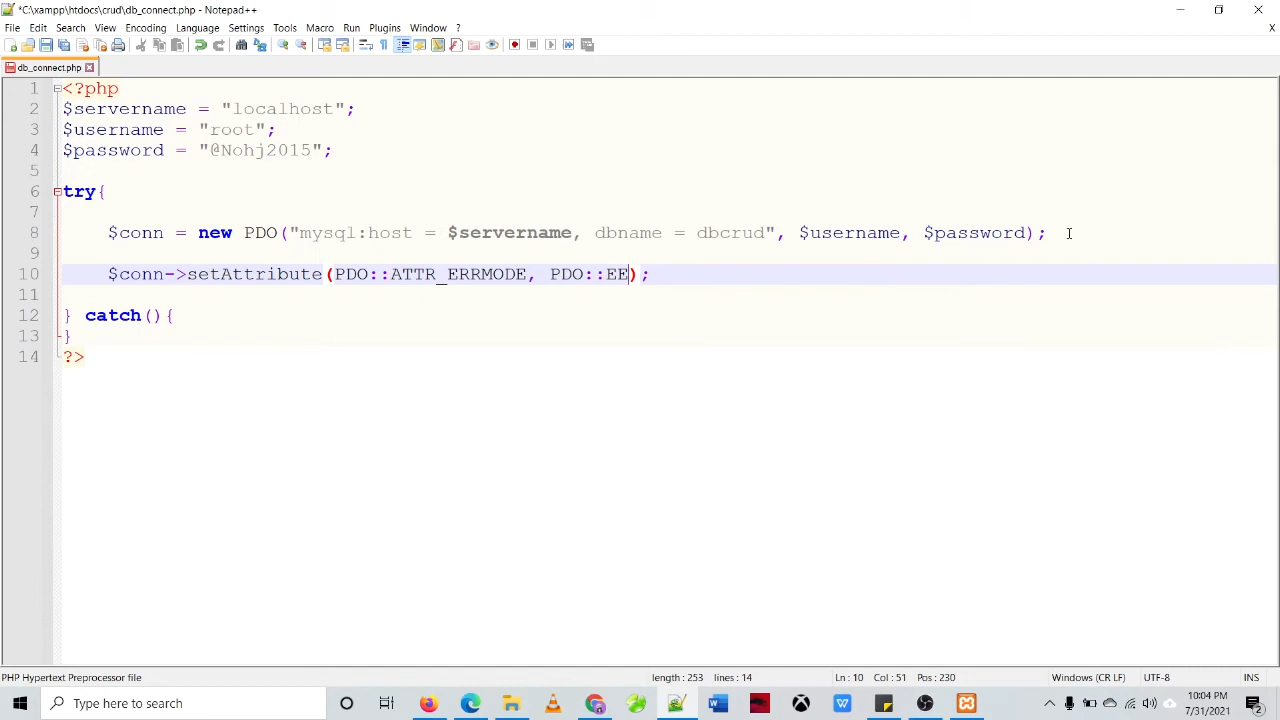 *C:\xampp\htdocs\crud\db_connect.php - Notepad++
File Edit Search View Encoding Language Settings Tools Macro Run Plugins Window ?
X
db_connect.php
1 <?php
2 $servername = "localhost";
3 $username = "root";
4 $password = "@Nohj2015";
5
6 try{
7
8 $conn = new PDO("mysql:host = $servername, dbname = dbcrud", $username, $password);
9
10 $conn->setAttribute(PDO::ATTR_ERRMODE, PDO::EE);
11
12 } catch(){
13 }
14 ?>
PHP Hypertext Preprocessor file length: 253 lines: 14 Ln: 10 Col: 51 Pos: 230 Windows (CR LF) UTF-8 INS
Type here to search
10:04 PM
7/31/2021
2